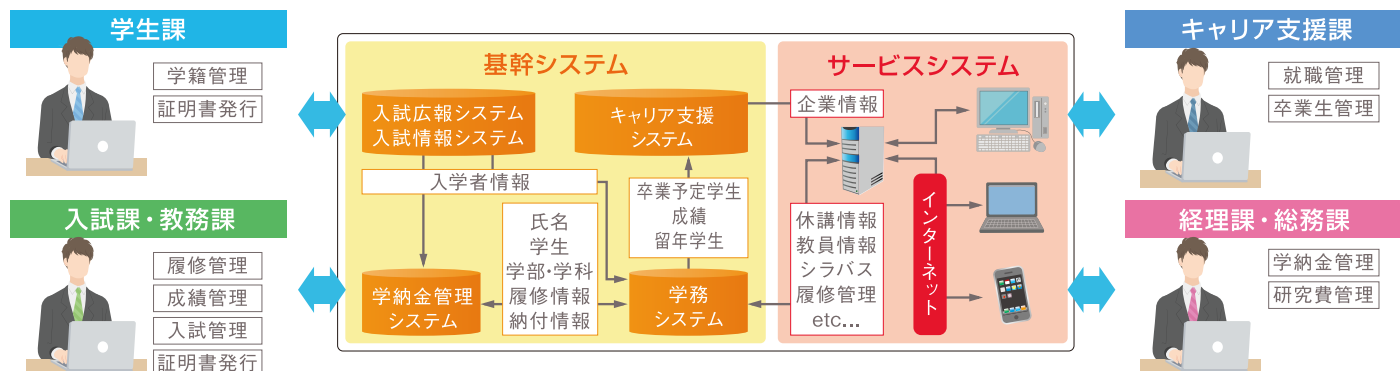 学生課
学籍管理
証明書発行
入試課・教務課
履修管理
成績管理
入試管理
証明書発行
基幹システム
入試広報システム
入試情報システム
キャリア支援
システム
入学者情報
氏名
学生
学部・学科
履修情報
納付情報
卒業予定学生
成績
留年学生
学納金管理
システム
学務
システム
サービスシステム
企業情報
休講情報
教員情報
シラバス
履修管理
etc...
インターネット
キャリア支援課
就職管理
卒業生管理
経理課・総務課
学納金管理
研究費管理